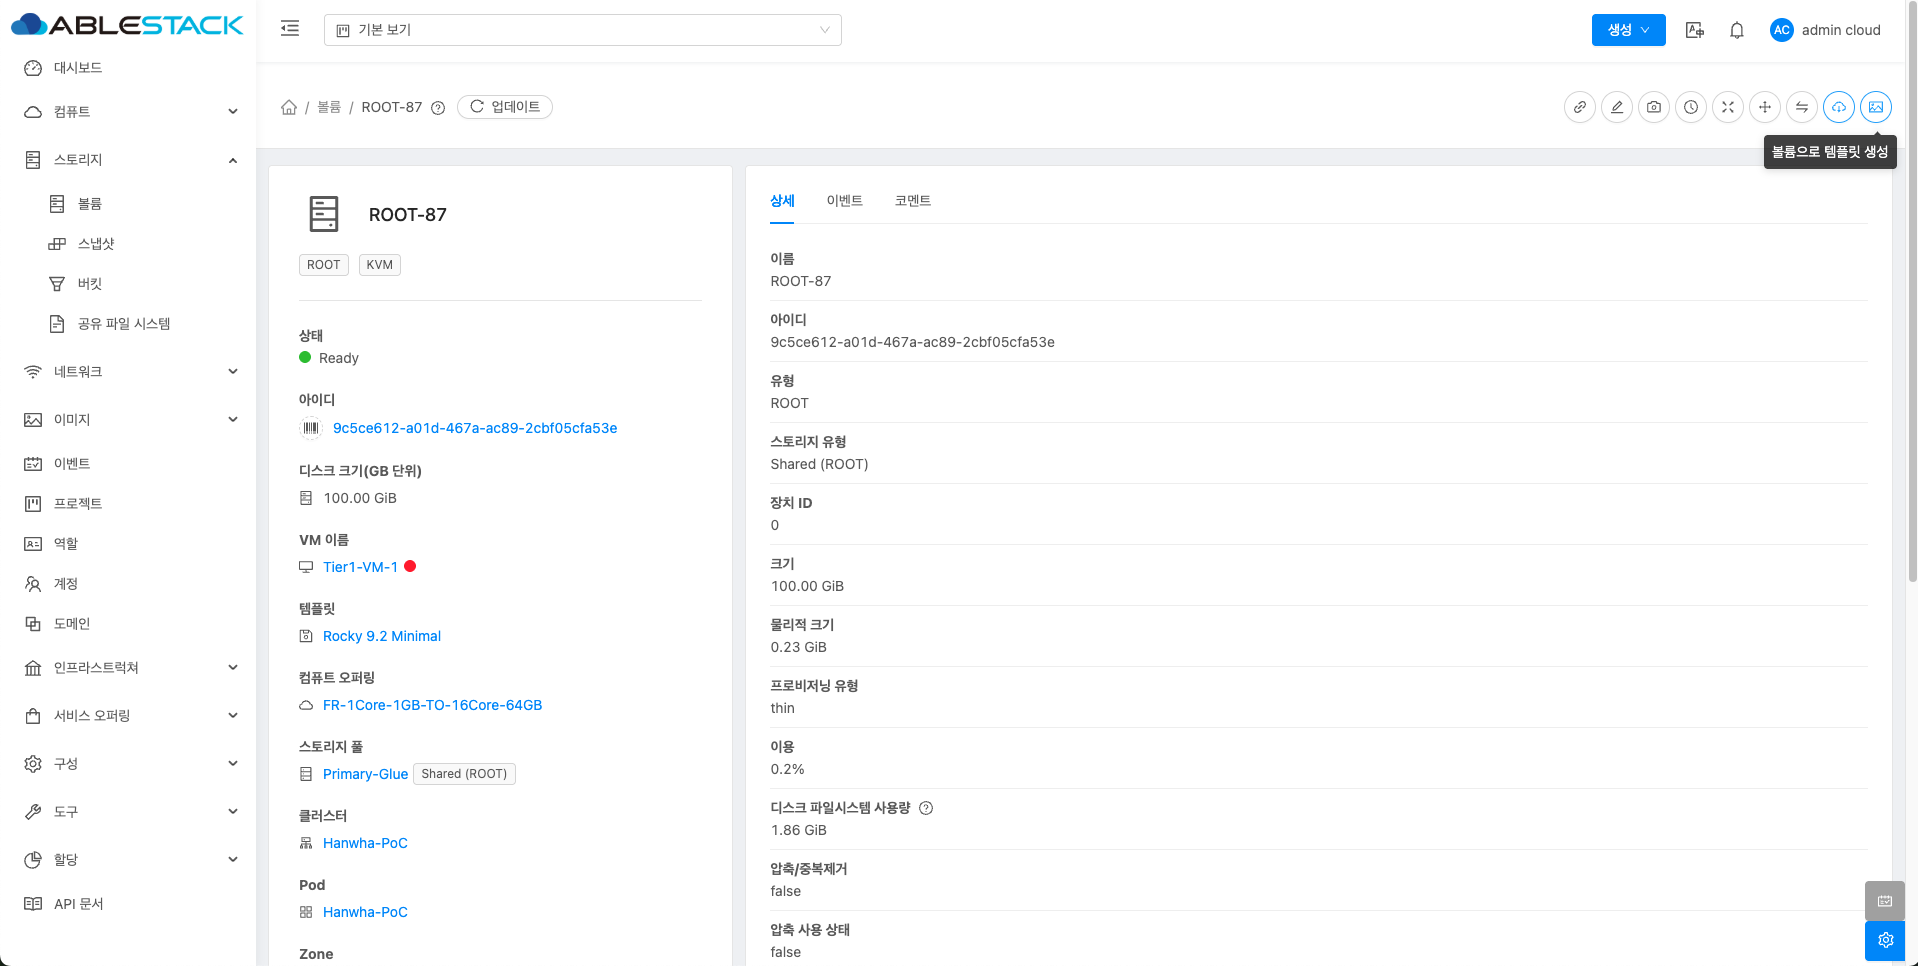 ABLESTACK
기본 보기
생성
AC
admin cloud
대시보드
컴퓨트
스토리지
볼륨
스냅샷
버킷
공유 파일 시스템
네트워크
이미지
이벤트
프로젝트
역할
계정
도메인
인프라스트럭쳐
서비스 오퍼링
구성
도구
할당
API 문서
/ 볼륨 / ROOT-87
업데이트
볼륨으로 템플릿 생성
ROOT-87
ROOT
KVM
상태
Ready
아이디
9c5ce612-a01d-467a-ac89-2cbf05cfa53e
디스크 크기(GB 단위)
100.00 GiB
VM 이름
Tier1-VM-1
템플릿
Rocky 9.2 Minimal
컴퓨트 오퍼링
FR-1Core-1GB-TO-16Core-64GB
스토리지 풀
Primary-Glue Shared (ROOT)
클러스터
Hanwha-PoC
Pod
Hanwha-PoC
Zone
상세
이벤트
코멘트
이름
ROOT-87
아이디
9c5ce612-a01d-467a-ac89-2cbf05cfa53e
유형
ROOT
스토리지 유형
Shared (ROOT)
장치 ID
0
크기
100.00 GiB
물리적 크기
0.23 GiB
프로비저닝 유형
thin
이용
0.2%
디스크 파일시스템 사용량
1.86 GiB
압축/중복제거
false
압축 사용 상태
false